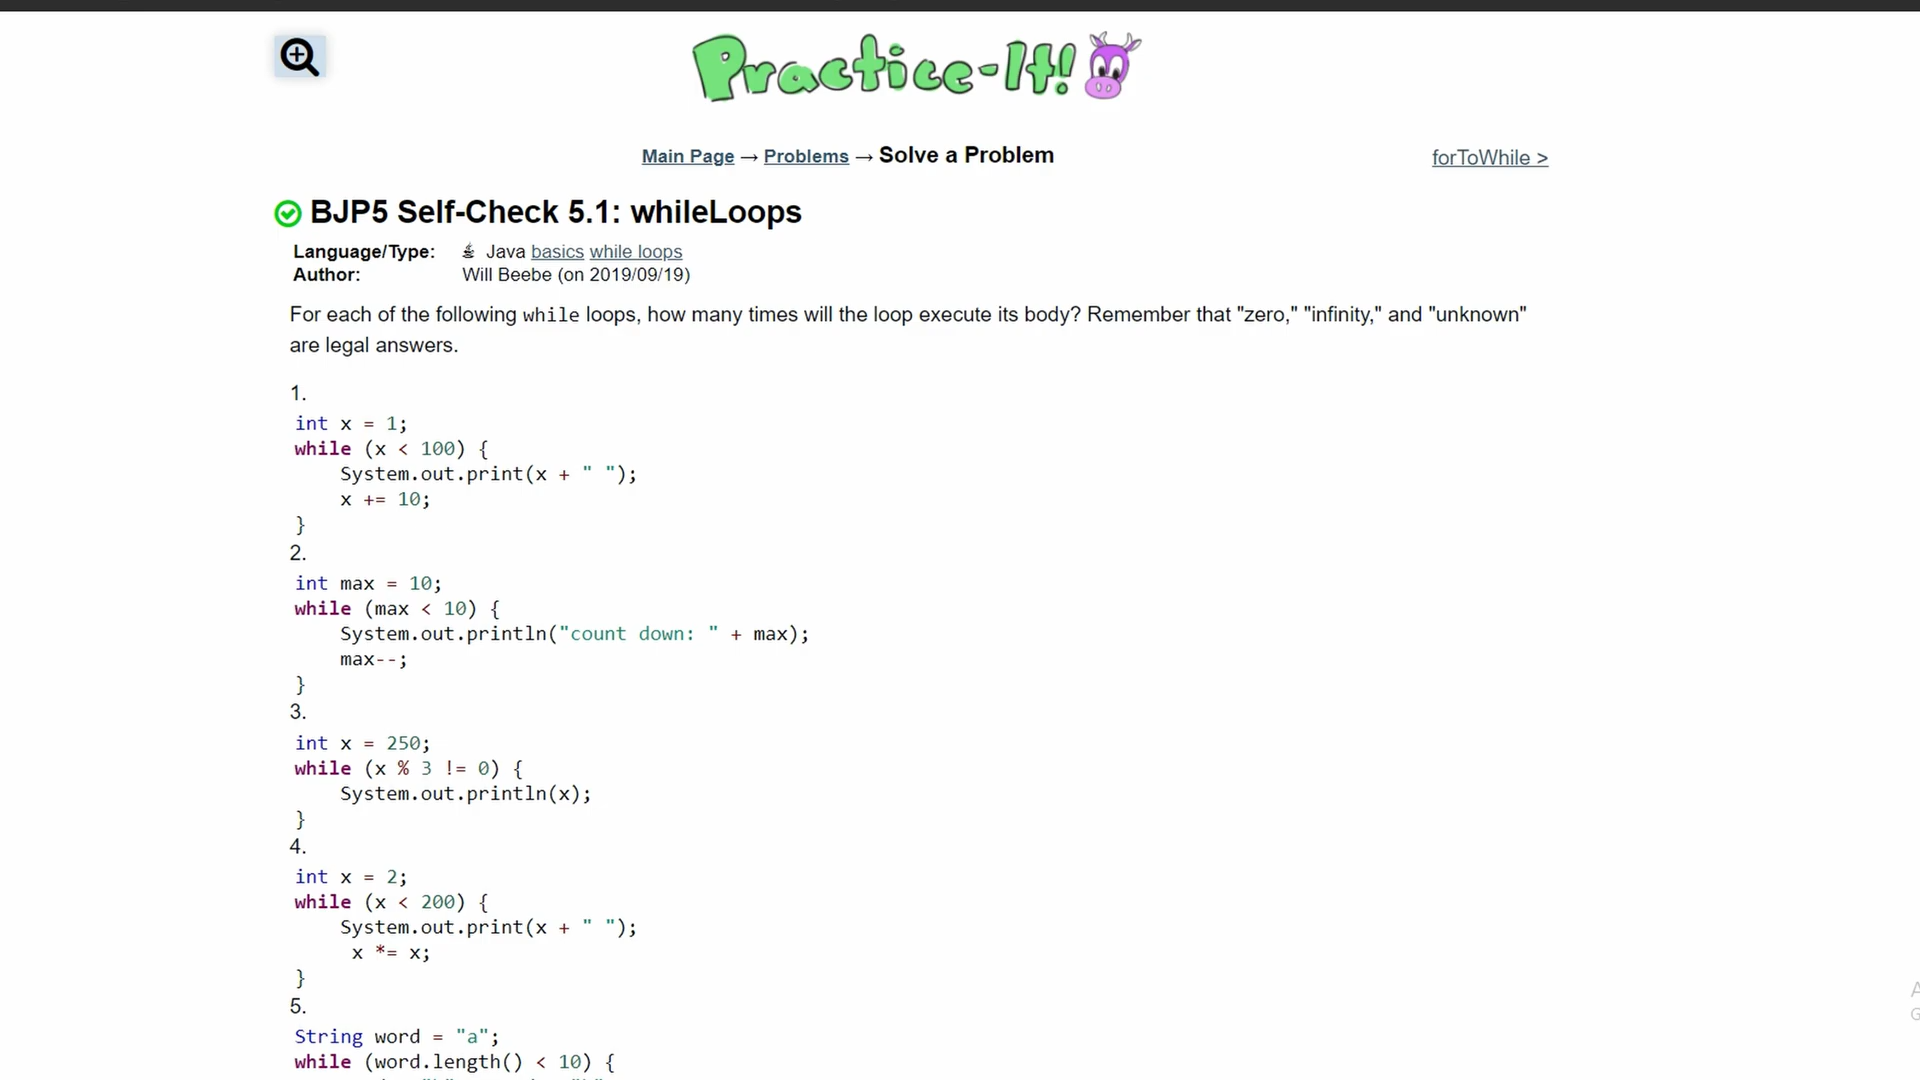 Practice-It!
Main Page → Problems → Solve a Problem
forToWhile >
BJP5 Self-Check 5.1: whileLoops
Language/Type: Java basics while loops
Author: Will Beebe (on 2019/09/19)
For each of the following while loops, how many times will the loop execute its body? Remember that "zero," "infinity," and "unknown"
are legal answers.
1.
int x = 1;
while (x < 100) {
    System.out.print(x + " ");
    x += 10;
}
2.
int max = 10;
while (max < 10) {
    System.out.println("count down: " + max);
    max--;
}
3.
int x = 250;
while (x % 3 != 0) {
    System.out.println(x);
}
4.
int x = 2;
while (x < 200) {
    System.out.print(x + " ");
     x *= x;
}
5.
String word = "a";
while (word.length() < 10) {